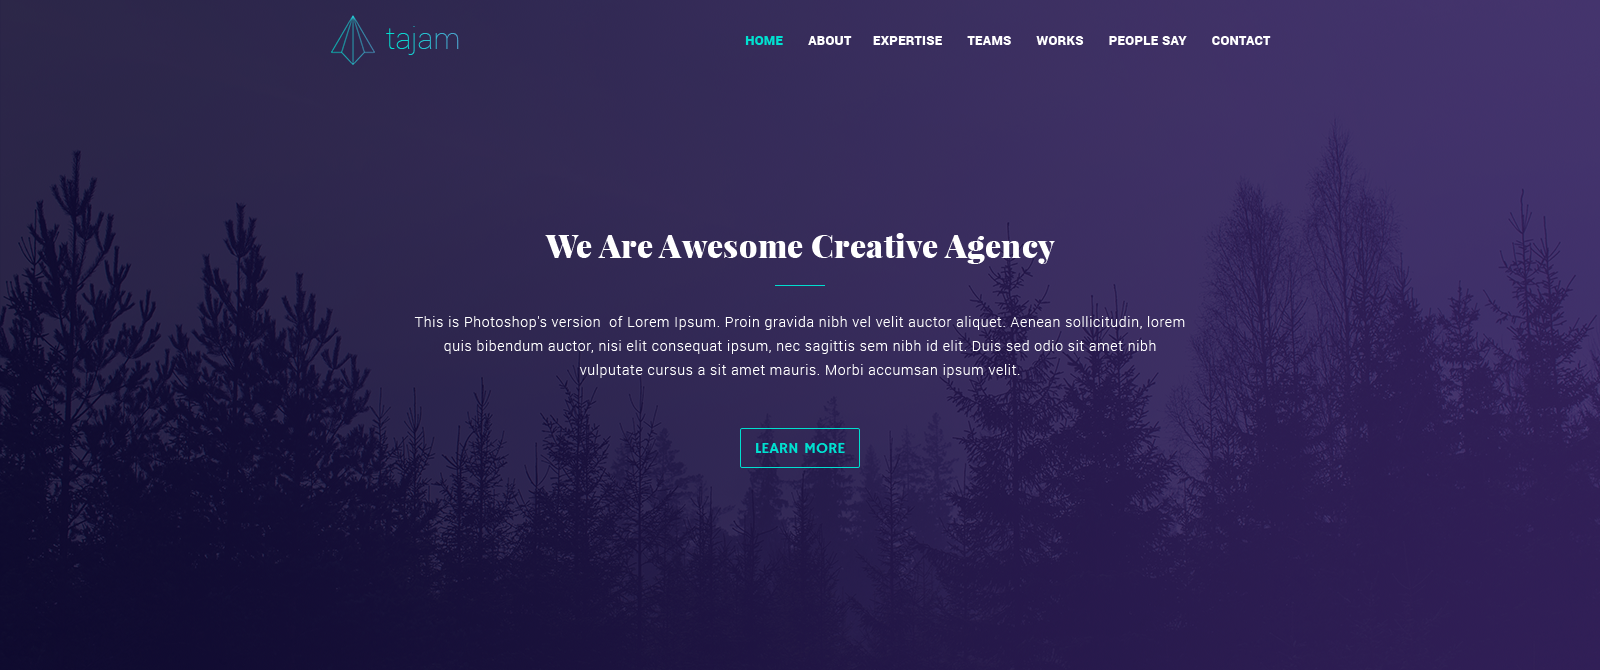 tajam
HOME ABOUT EXPERTISE TEAMS WORKS PEOPLE SAY CONTACT
We Are Awesome Creative Agency
This is Photoshop's version  of Lorem Ipsum. Proin gravida nibh vel velit auctor aliquet. Aenean sollicitudin, lorem
quis bibendum auctor, nisi elit consequat ipsum, nec sagittis sem nibh id elit. Duis sed odio sit amet nibh
vulputate cursus a sit amet mauris. Morbi accumsan ipsum velit.
LEARN MORE